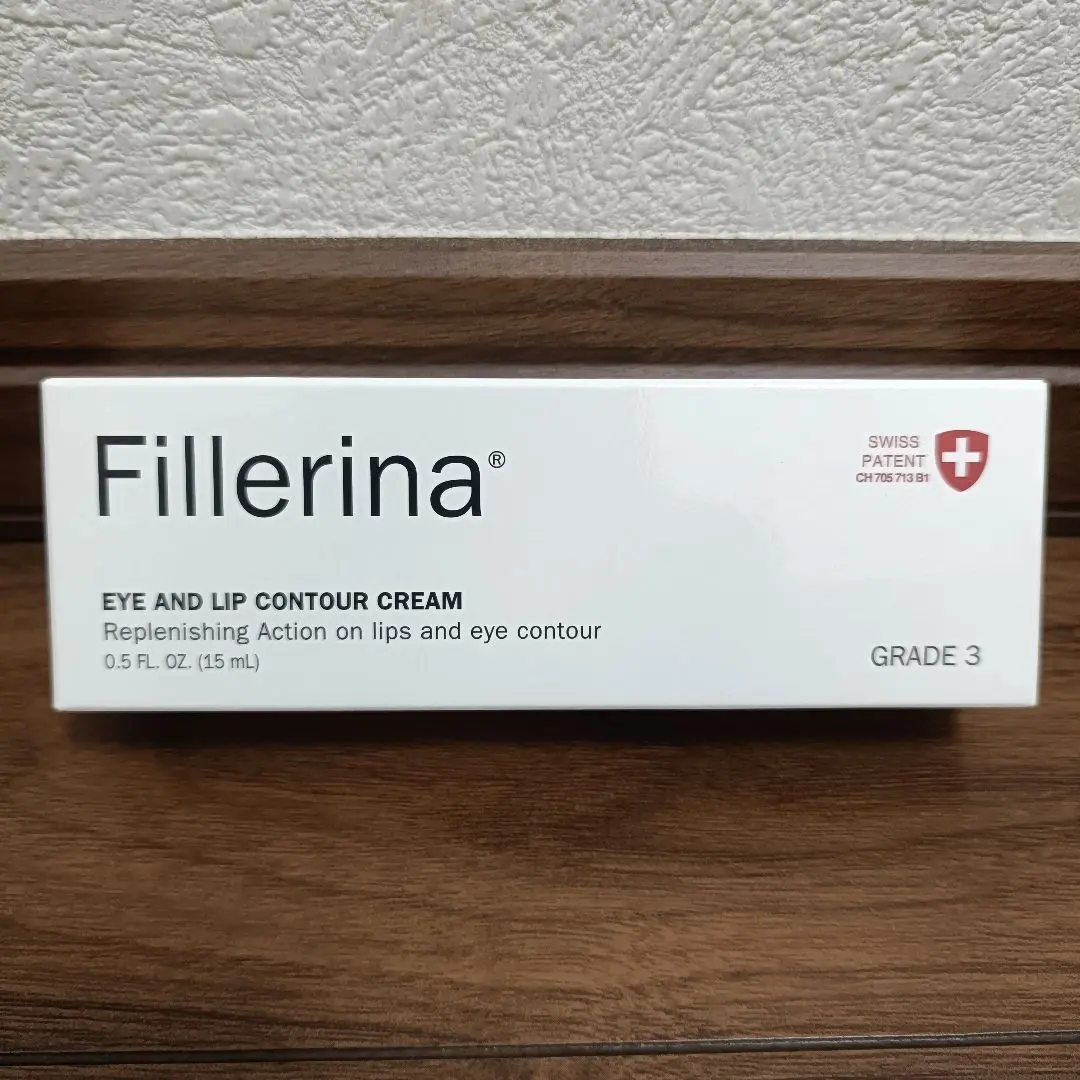 Fillerina®
SWISS
PATENT
CH 705 713 B1
EYE AND LIP CONTOUR CREAM
Replenishing Action on lips and eye contour
0.5 FL. OZ. (15 mL)
GRADE 3